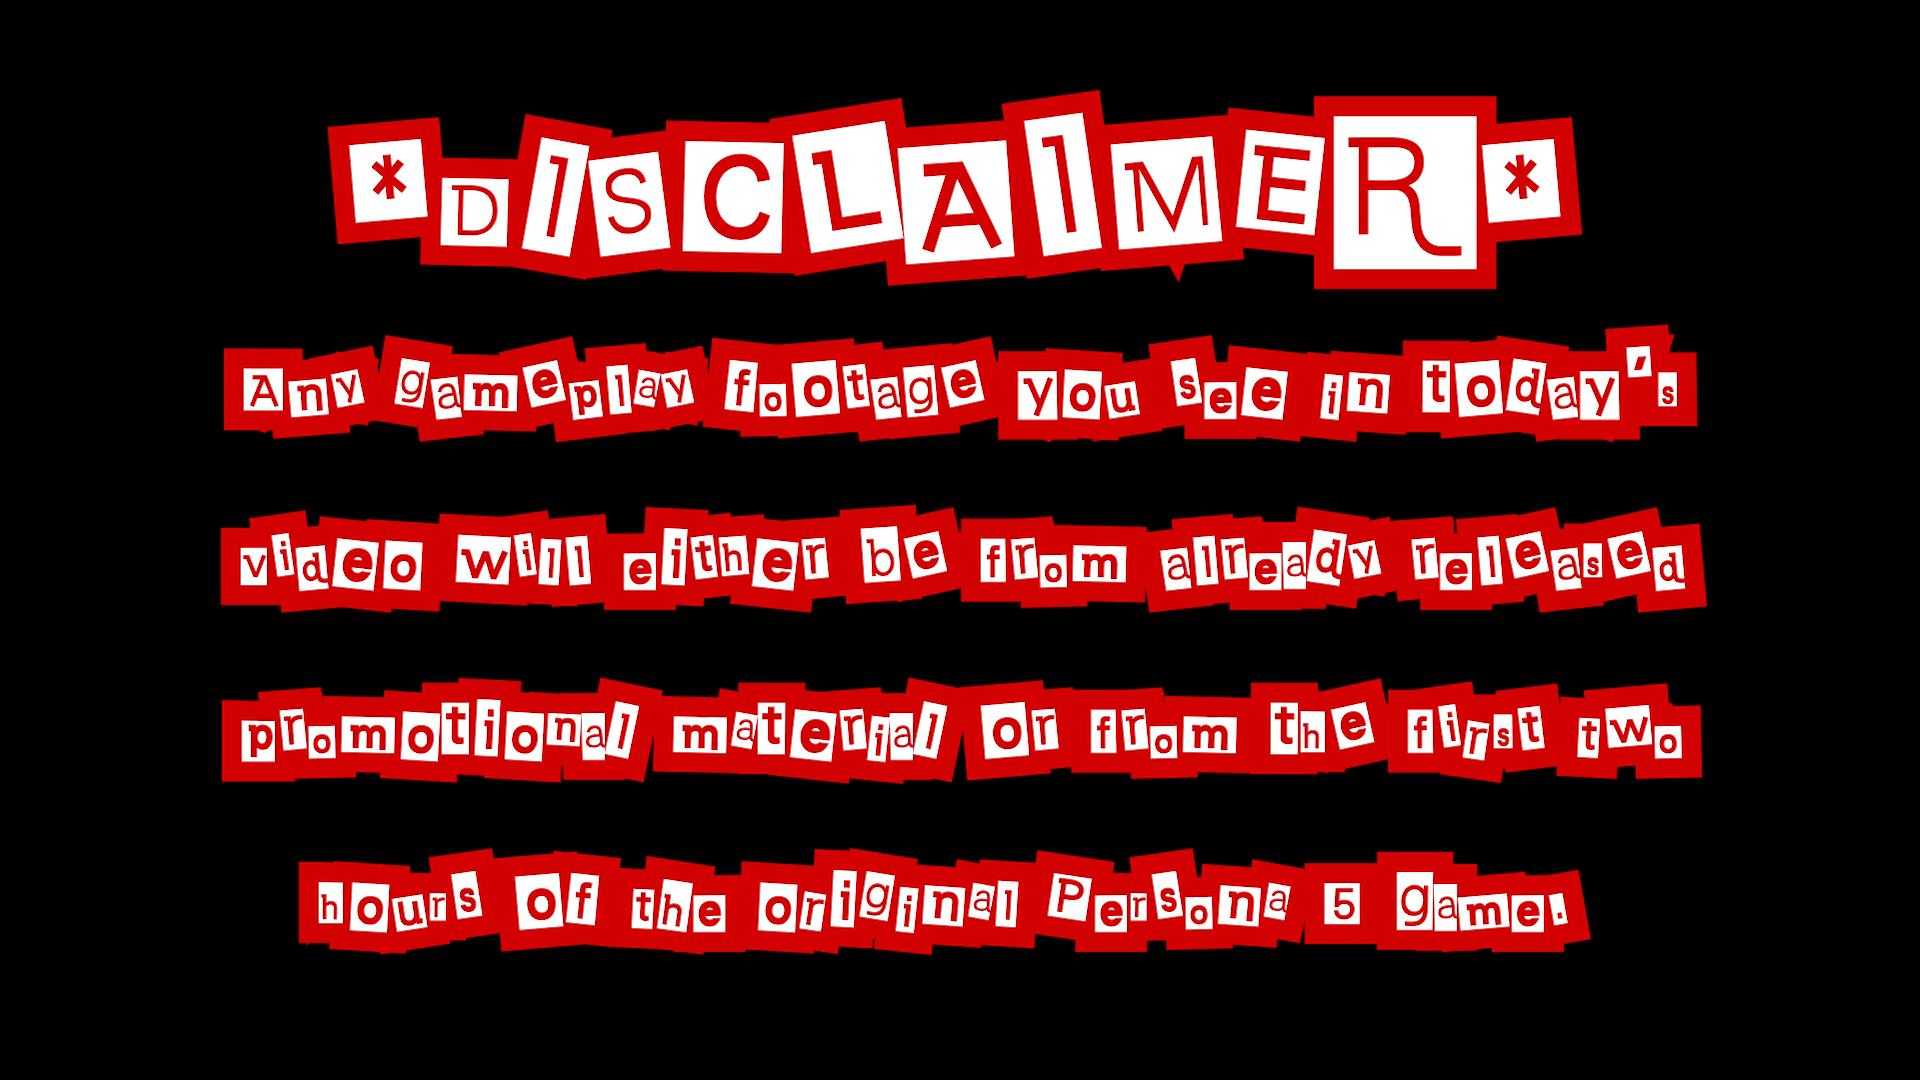 *DISCLAIMER*
Any gameplay footage you see in today's
video will either be from already released
promotional material or from the first two
hours of the original Persona 5 game.